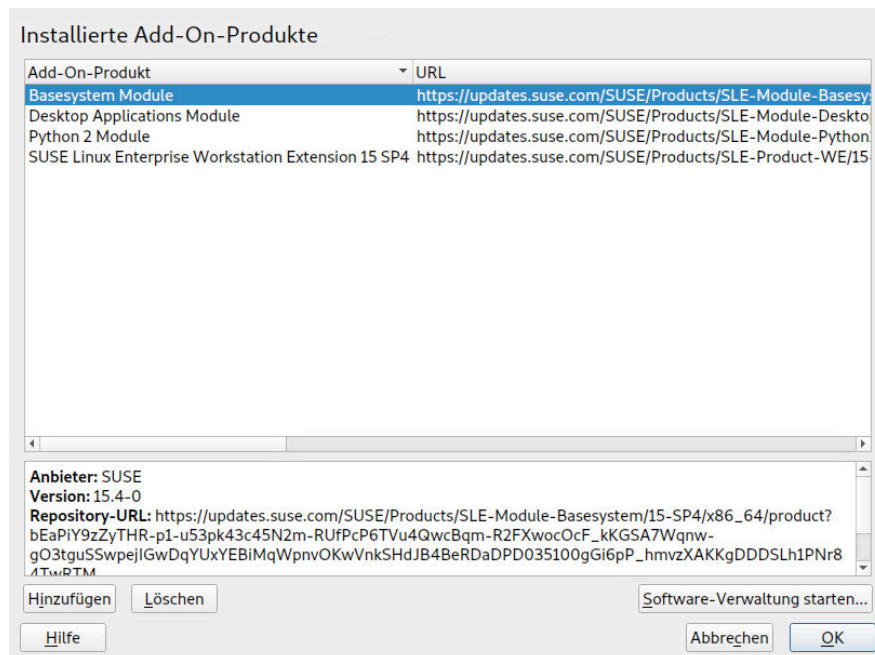 Installierte Add-On-Produkte
Add-On-Produkt URL
Basesystem Module https://updates.suse.com/SUSE/Products/SLE-Module-Basesy
Desktop Applications Module https://updates.suse.com/SUSE/Products/SLE-Module-Deskto
Python 2 Module https://updates.suse.com/SUSE/Products/SLE-Module-Python
SUSE Linux Enterprise Workstation Extension 15 SP4 https://updates.suse.com/SUSE/Products/SLE-Product-WE/15-
Anbieter: SUSE
Version: 15.4-0
Repository-URL: https://updates.suse.com/SUSE/Products/SLE-Module-Basesystem/15-SP4/x86_64/product?
bEaPiY9zZyTHR-p1-u53pk43c45N2m-RUfPcP6TVu4QwcBqm-R2FXwocOcF_kKGSA7Wqnw-
gO3tguSSwpejIGwDqYUxYEBiMqWpnvOKwVnkSHdJB4BeRDaDPD035100gGi6pP_hmvzXAKKgDDDSLh1PNr8
4TwRTM
Hinzufügen Löschen Software-Verwaltung starten...
Hilfe Abbrechen OK